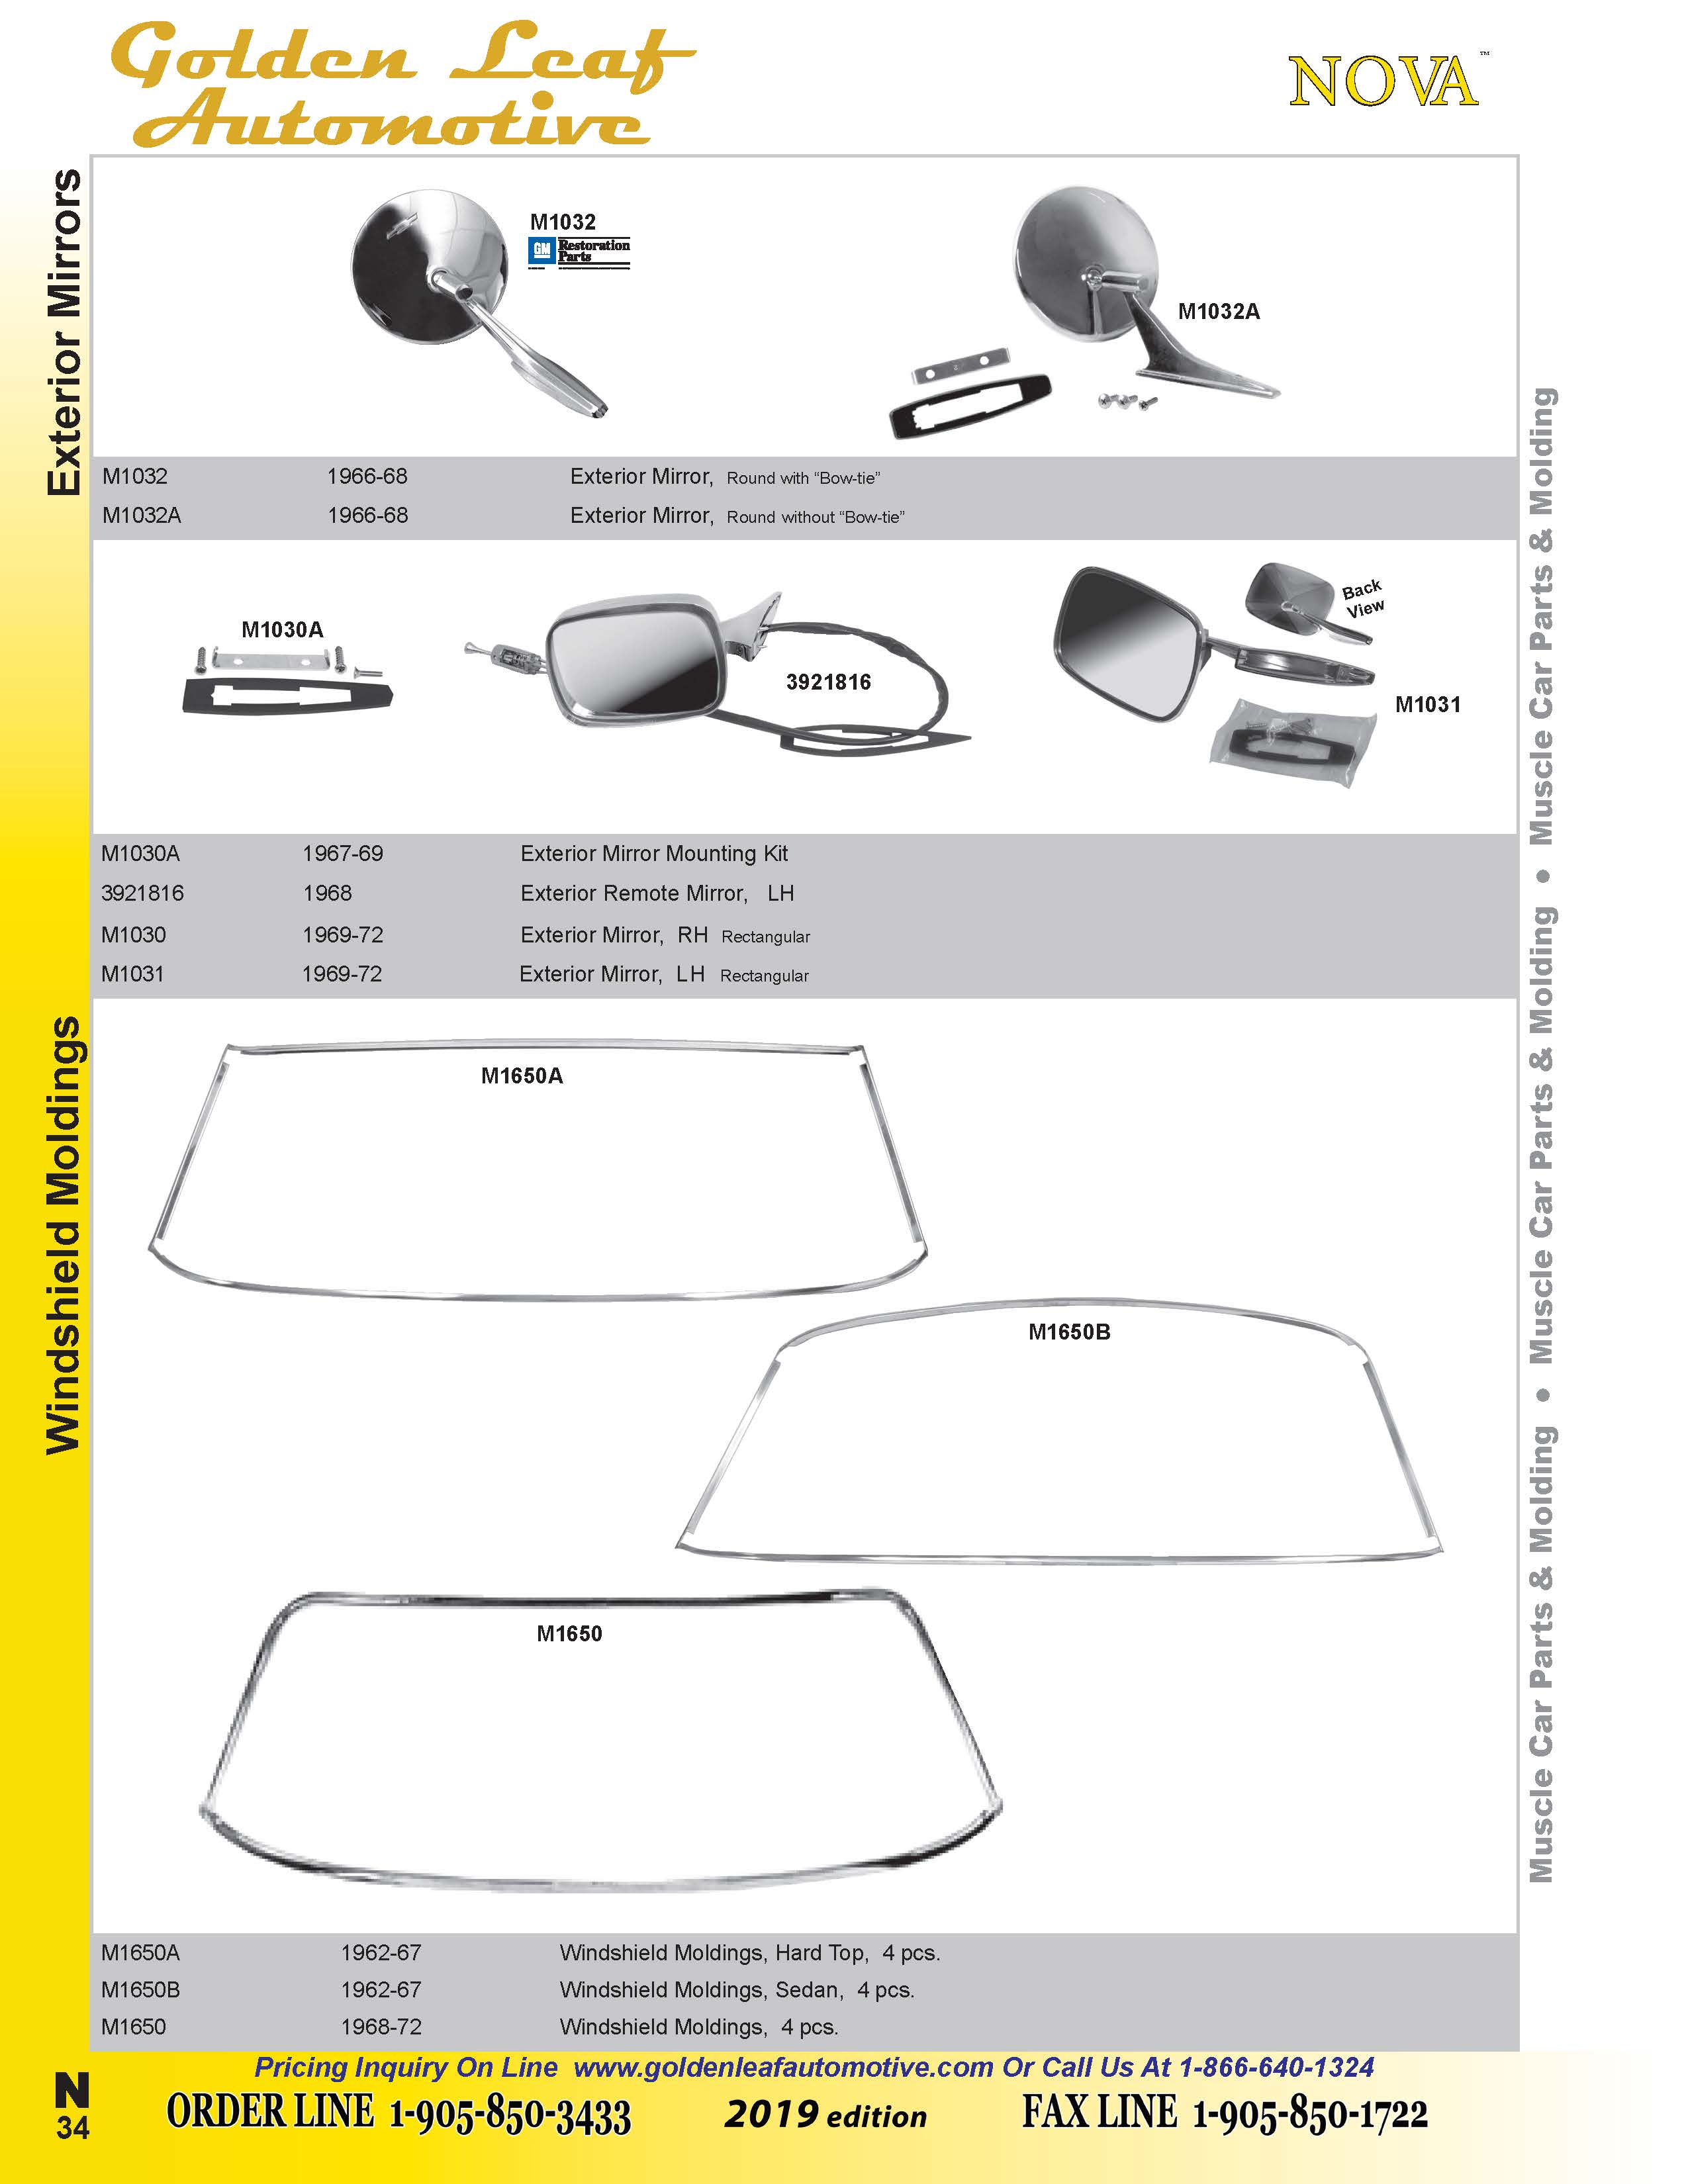 Golden Leaf
Automotive
NOVA™
Exterior Mirrors
M1032
GM Restoration
Parts
M1032A
M1032 1966-68 Exterior Mirror, Round with “Bow-tie”
M1032A 1966-68 Exterior Mirror, Round without “Bow-tie”
M1030A
3921816
Back
View
M1031
M1030A 1967-69 Exterior Mirror Mounting Kit
3921816 1968 Exterior Remote Mirror, LH
M1030 1969-72 Exterior Mirror, RH Rectangular
M1031 1969-72 Exterior Mirror, LH Rectangular
Windshield Moldings
M1650A
M1650B
M1650
M1650A 1962-67 Windshield Moldings, Hard Top, 4 pcs.
M1650B 1962-67 Windshield Moldings, Sedan, 4 pcs.
M1650 1968-72 Windshield Moldings, 4 pcs.
Muscle Car Parts & Molding • Muscle Car Parts & Molding • Muscle Car Parts & Molding
Pricing Inquiry On Line www.goldenleafautomotive.com Or Call Us At 1-866-640-1324
N
34
ORDER LINE 1-905-850-3433 2019 edition FAX LINE 1-905-850-1722